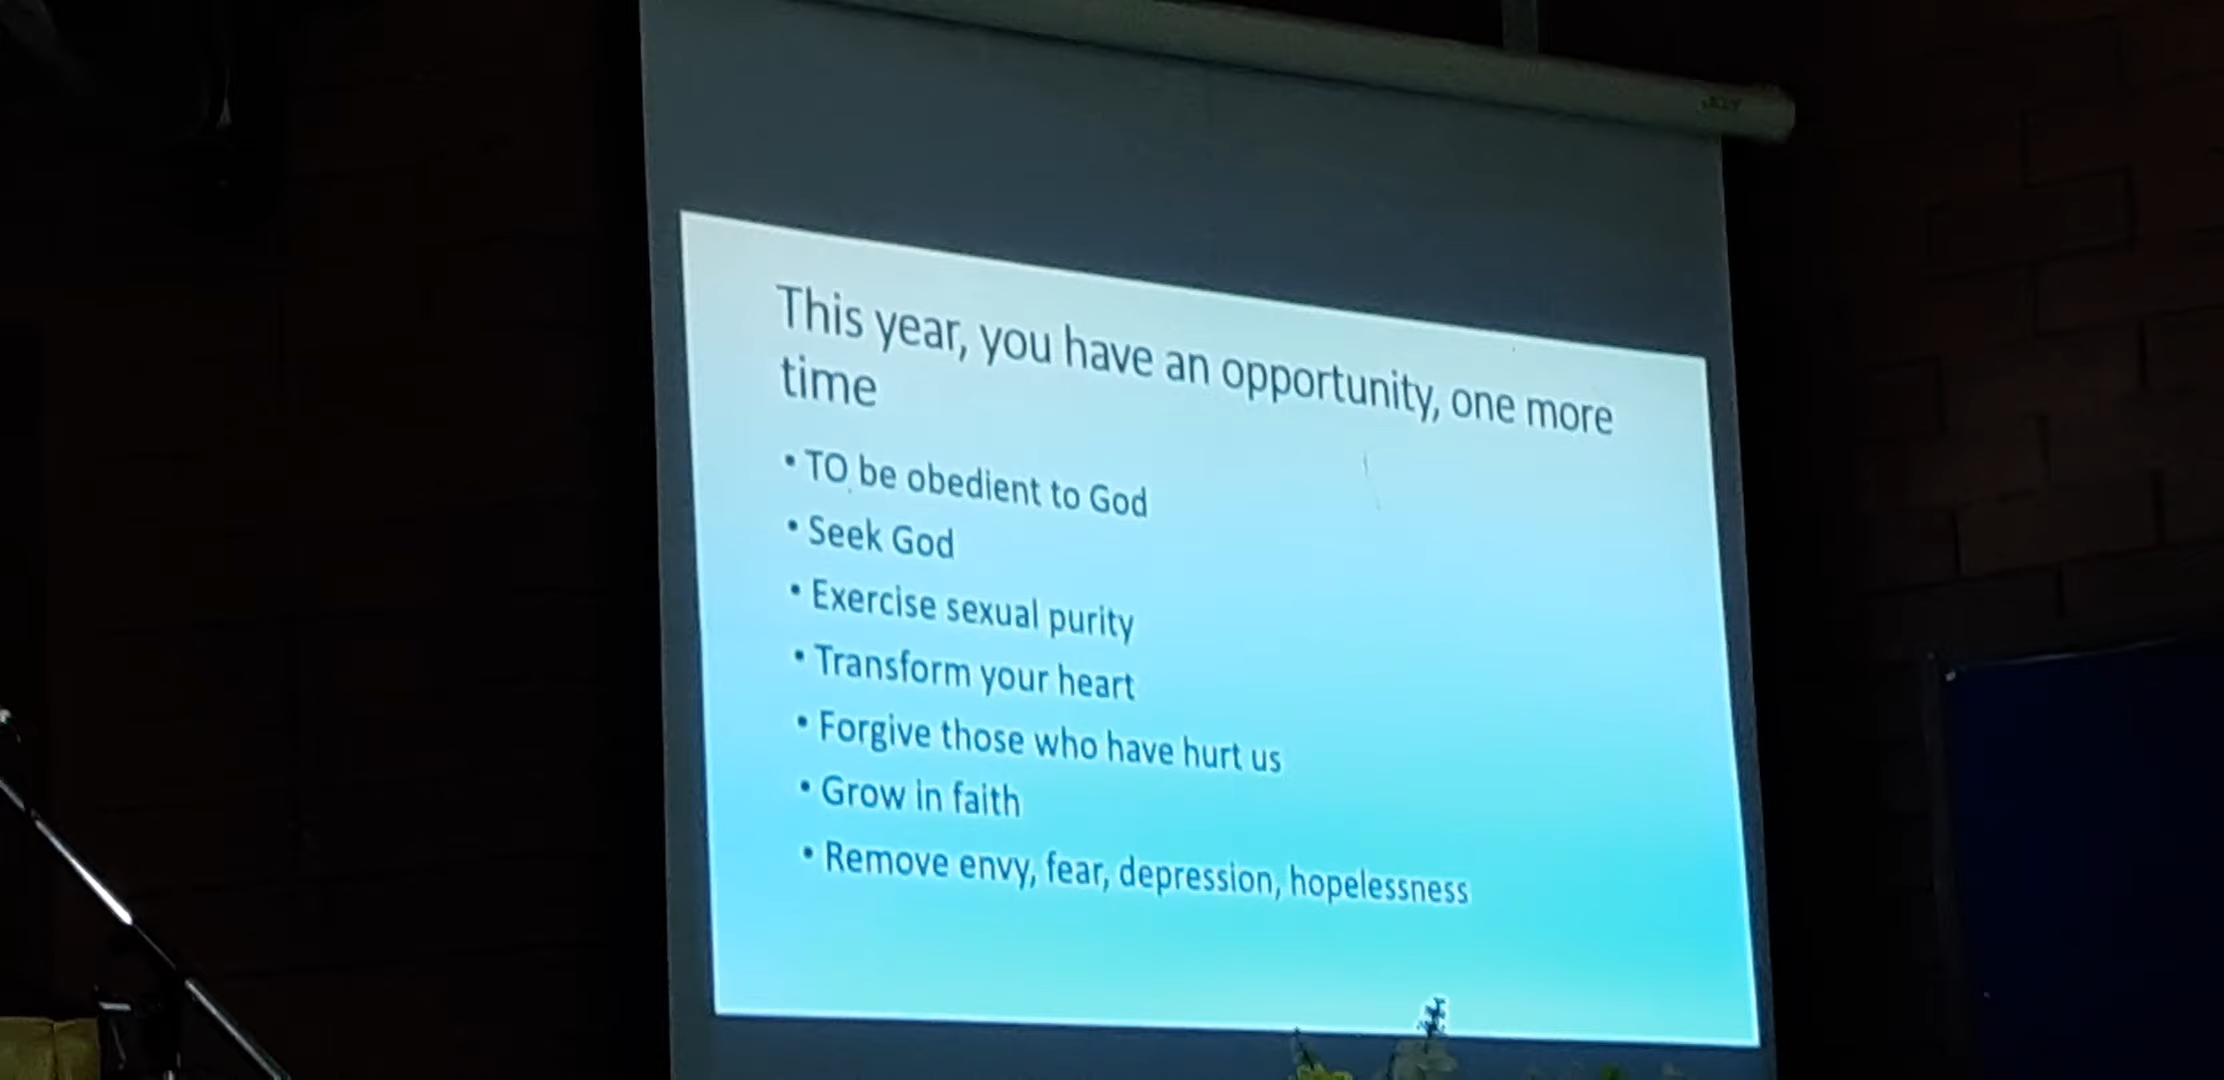 This year, you have an opportunity, one more
time
• TO be obedient to God
• Seek God
• Exercise sexual purity
• Transform your heart
• Forgive those who have hurt us
• Grow in faith
• Remove envy, fear, depression, hopelessness